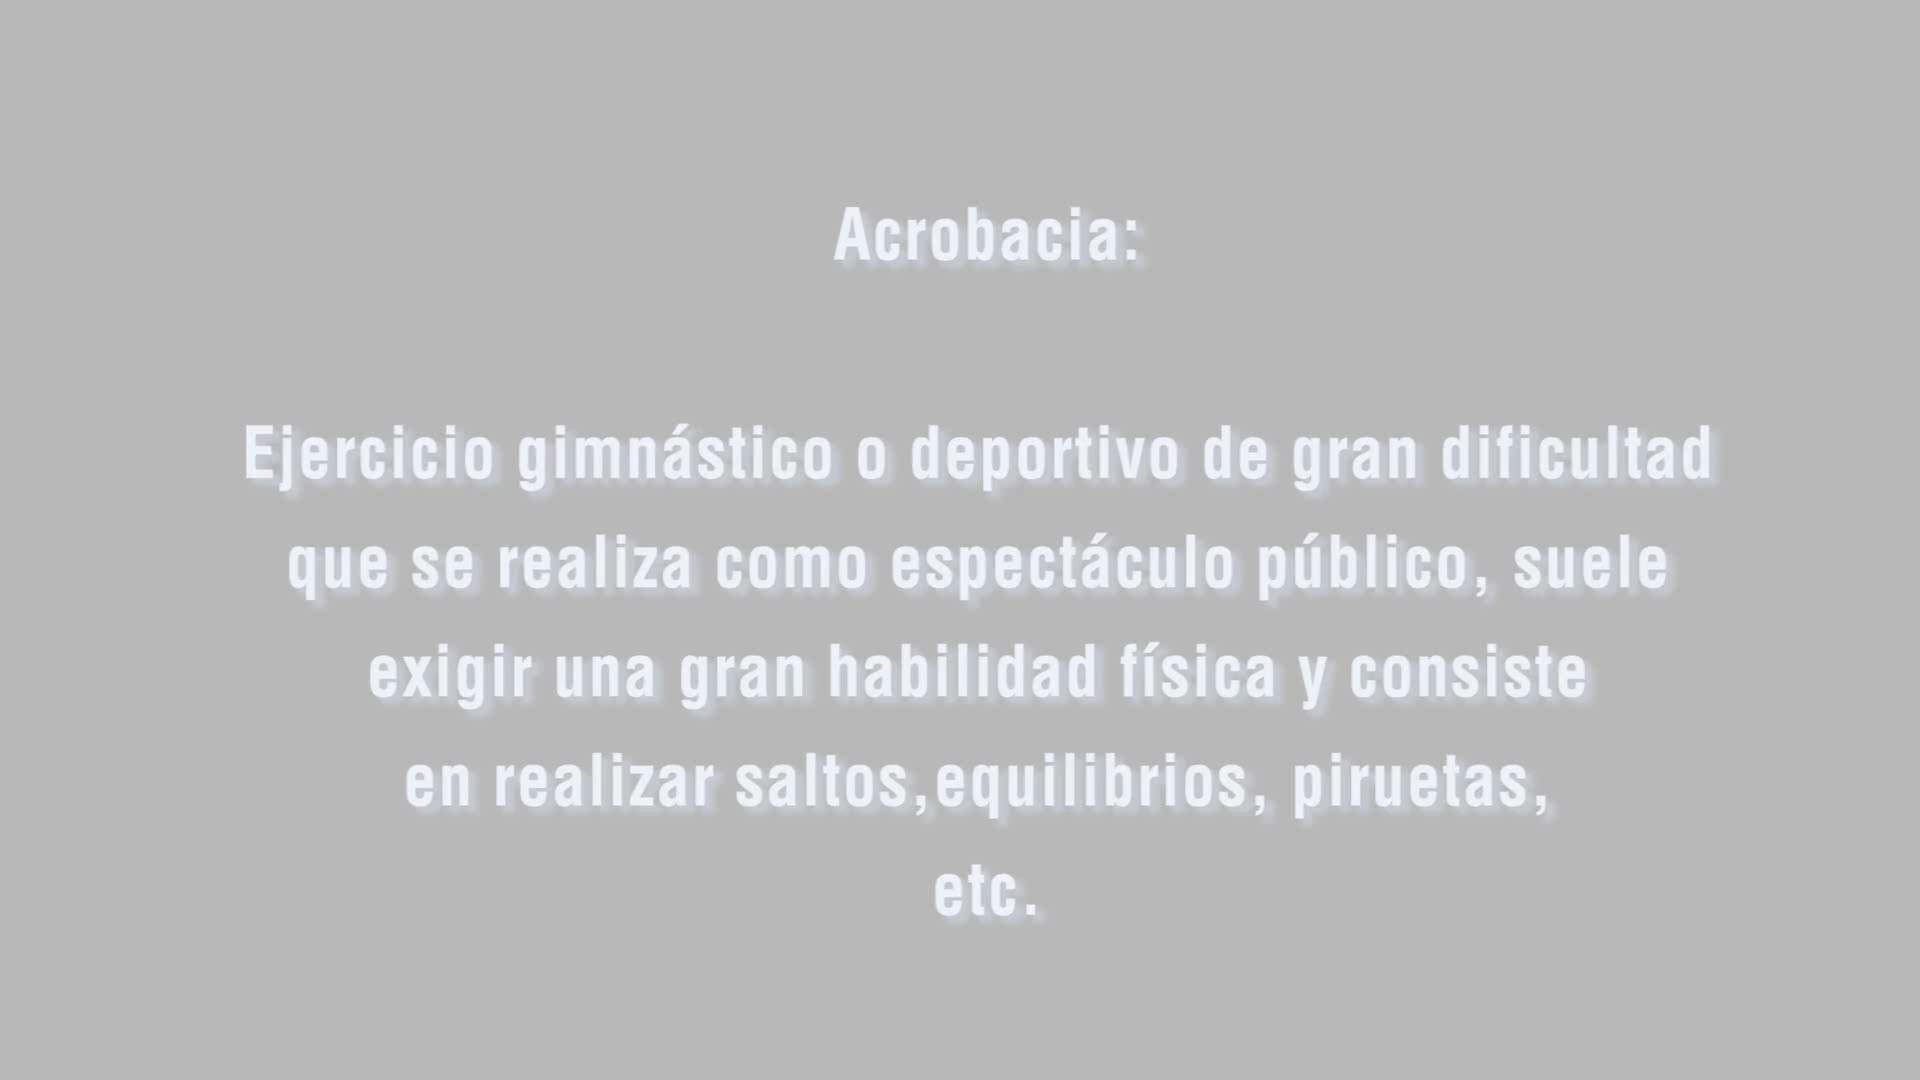 Acrobacia:
Ejercicio gimnástico o deportivo de gran dificultad
que se realiza como espectáculo público, suele
exigir una gran habilidad física y consiste
en realizar saltos,equilibrios, piruetas,
etc.